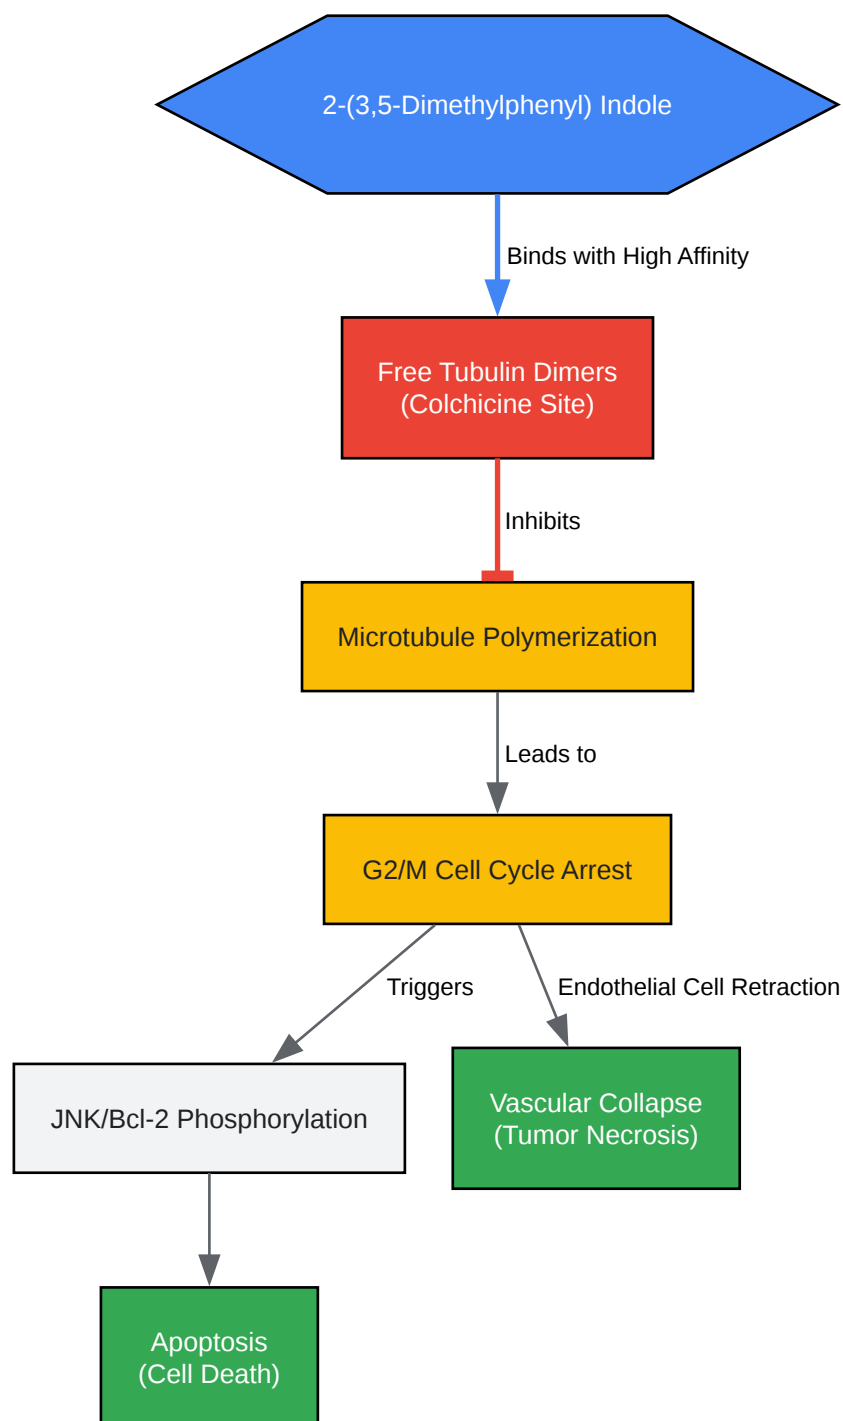 2-(3,5-Dimethylphenyl) Indole
Binds with High Affinity
Free Tubulin Dimers
(Colchicine Site)
Inhibits
Microtubule Polymerization
Leads to
G2/M Cell Cycle Arrest
Triggers
Endothelial Cell Retraction
JNK/Bcl-2 Phosphorylation
Vascular Collapse
(Tumor Necrosis)
Apoptosis
(Cell Death)